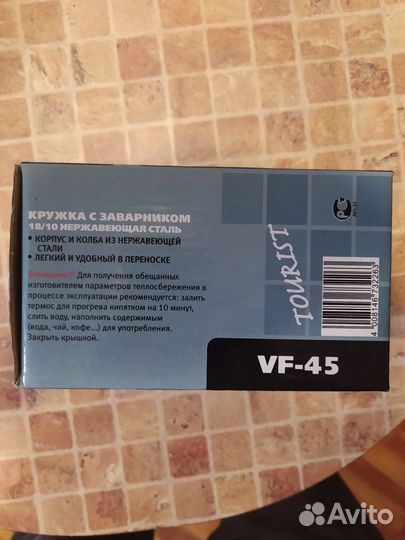 КРУЖКА С ЗАВАРНИКОМ
18/10 НЕРЖАВЕЮЩАЯ СТАЛЬ
• КОРПУС И КОЛБА ИЗ НЕРЖАВЕЮЩЕЙ
СТАЛИ
• ЛЕГКИЙ И УДОБНЫЙ В ПЕРЕНОСКЕ
Внимание! Для получения обещанных
изготовителем параметров теплосбережения в
процессе эксплуатации рекомендуется: залить
термос для прогрева кипятком на 10 минут,
слить воду, наполнить содержимым
(вода, чай, кофе...) для употребления.
Закрыть крышкой.
TOURIST
РСТ
VF-45
Avito